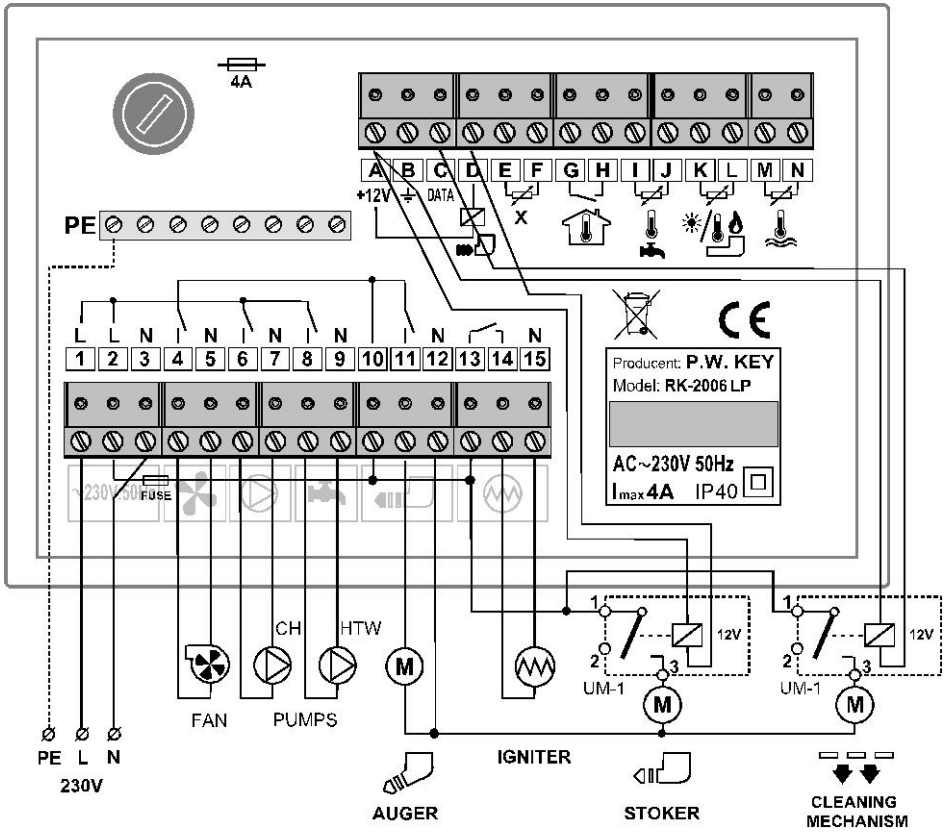 4A
A B C D E F G H I J K L M N
+12V DATA
X
PE
L L N I N I N I N I N N
1 2 3 4 5 6 7 8 9 10 11 12 13 14 15
Producent: P.W. KEY
Model: RK-2006 LP
AC~230V 50Hz
Imax 4A IP40
CE
~230V 50Hz
FUSE
CH HTW
FAN PUMPS
M
1 2 3 12V
UM-1
M
1 2 3 12V
UM-1
M
PE L N
230V
IGNITER
AUGER
STOKER
CLEANING
MECHANISM